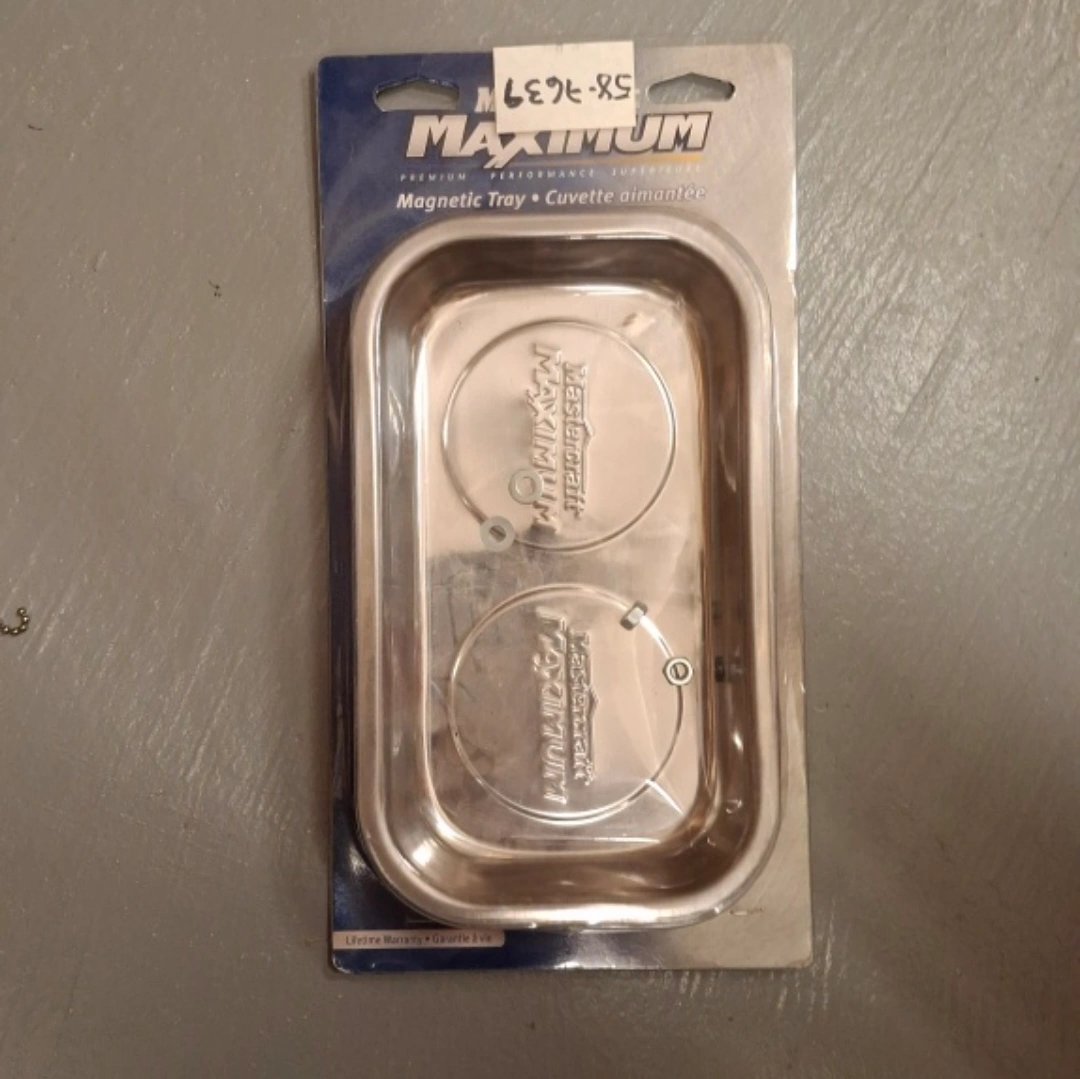 58-7639
MAXIMUM
PREMIUM PERFORMANCE SUPÉRIEURE
Magnetic Tray • Cuvette aimantée
Mastercraft
MAXIMUM
Mastercraft
MAXIMUM
Lifetime Warranty • Garantie à vie